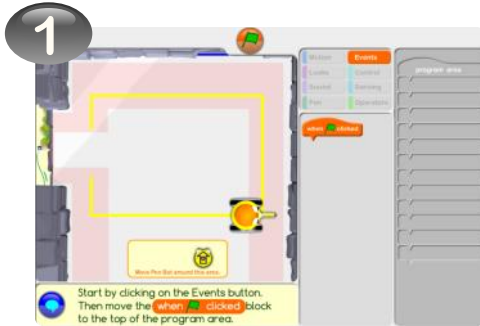 1
Motion Events
Looks Control
Sound Sensing
Pen Operators
program area
when clicked
Move Pro-Bot around this area.
Start by clicking on the Events button.
Then move the when clicked block
to the top of the program area.